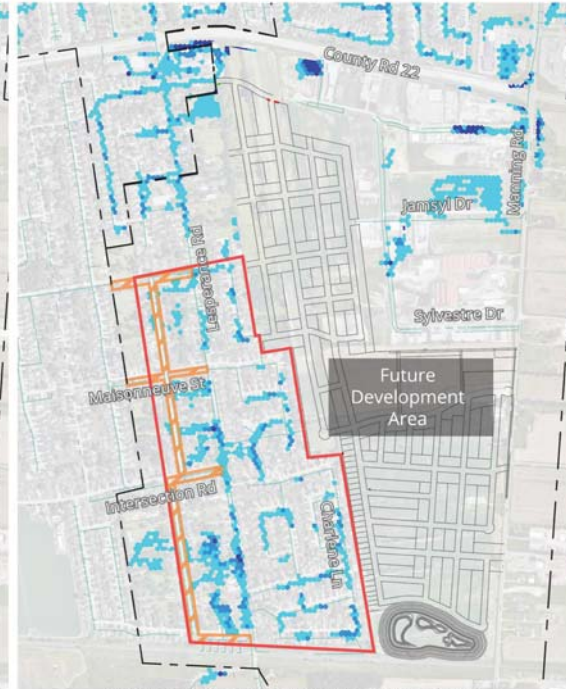 County Rd 22
Manning Rd
Jamsyl Dr
Lesperance Rd
Sylvestre Dr
Future
Development
Area
Maisonneuve St
Intersection Rd
Charlene Ln